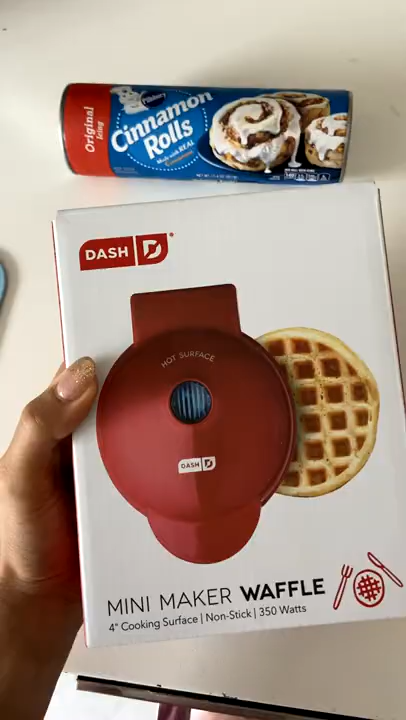 Original
Icing
Pillsbury
Cinnamon
Rolls
Made with REAL
Cinnamon
DASH D
HOT SURFACE
DASH D
MINI MAKER WAFFLE
4" Cooking Surface | Non-Stick | 350 Watts